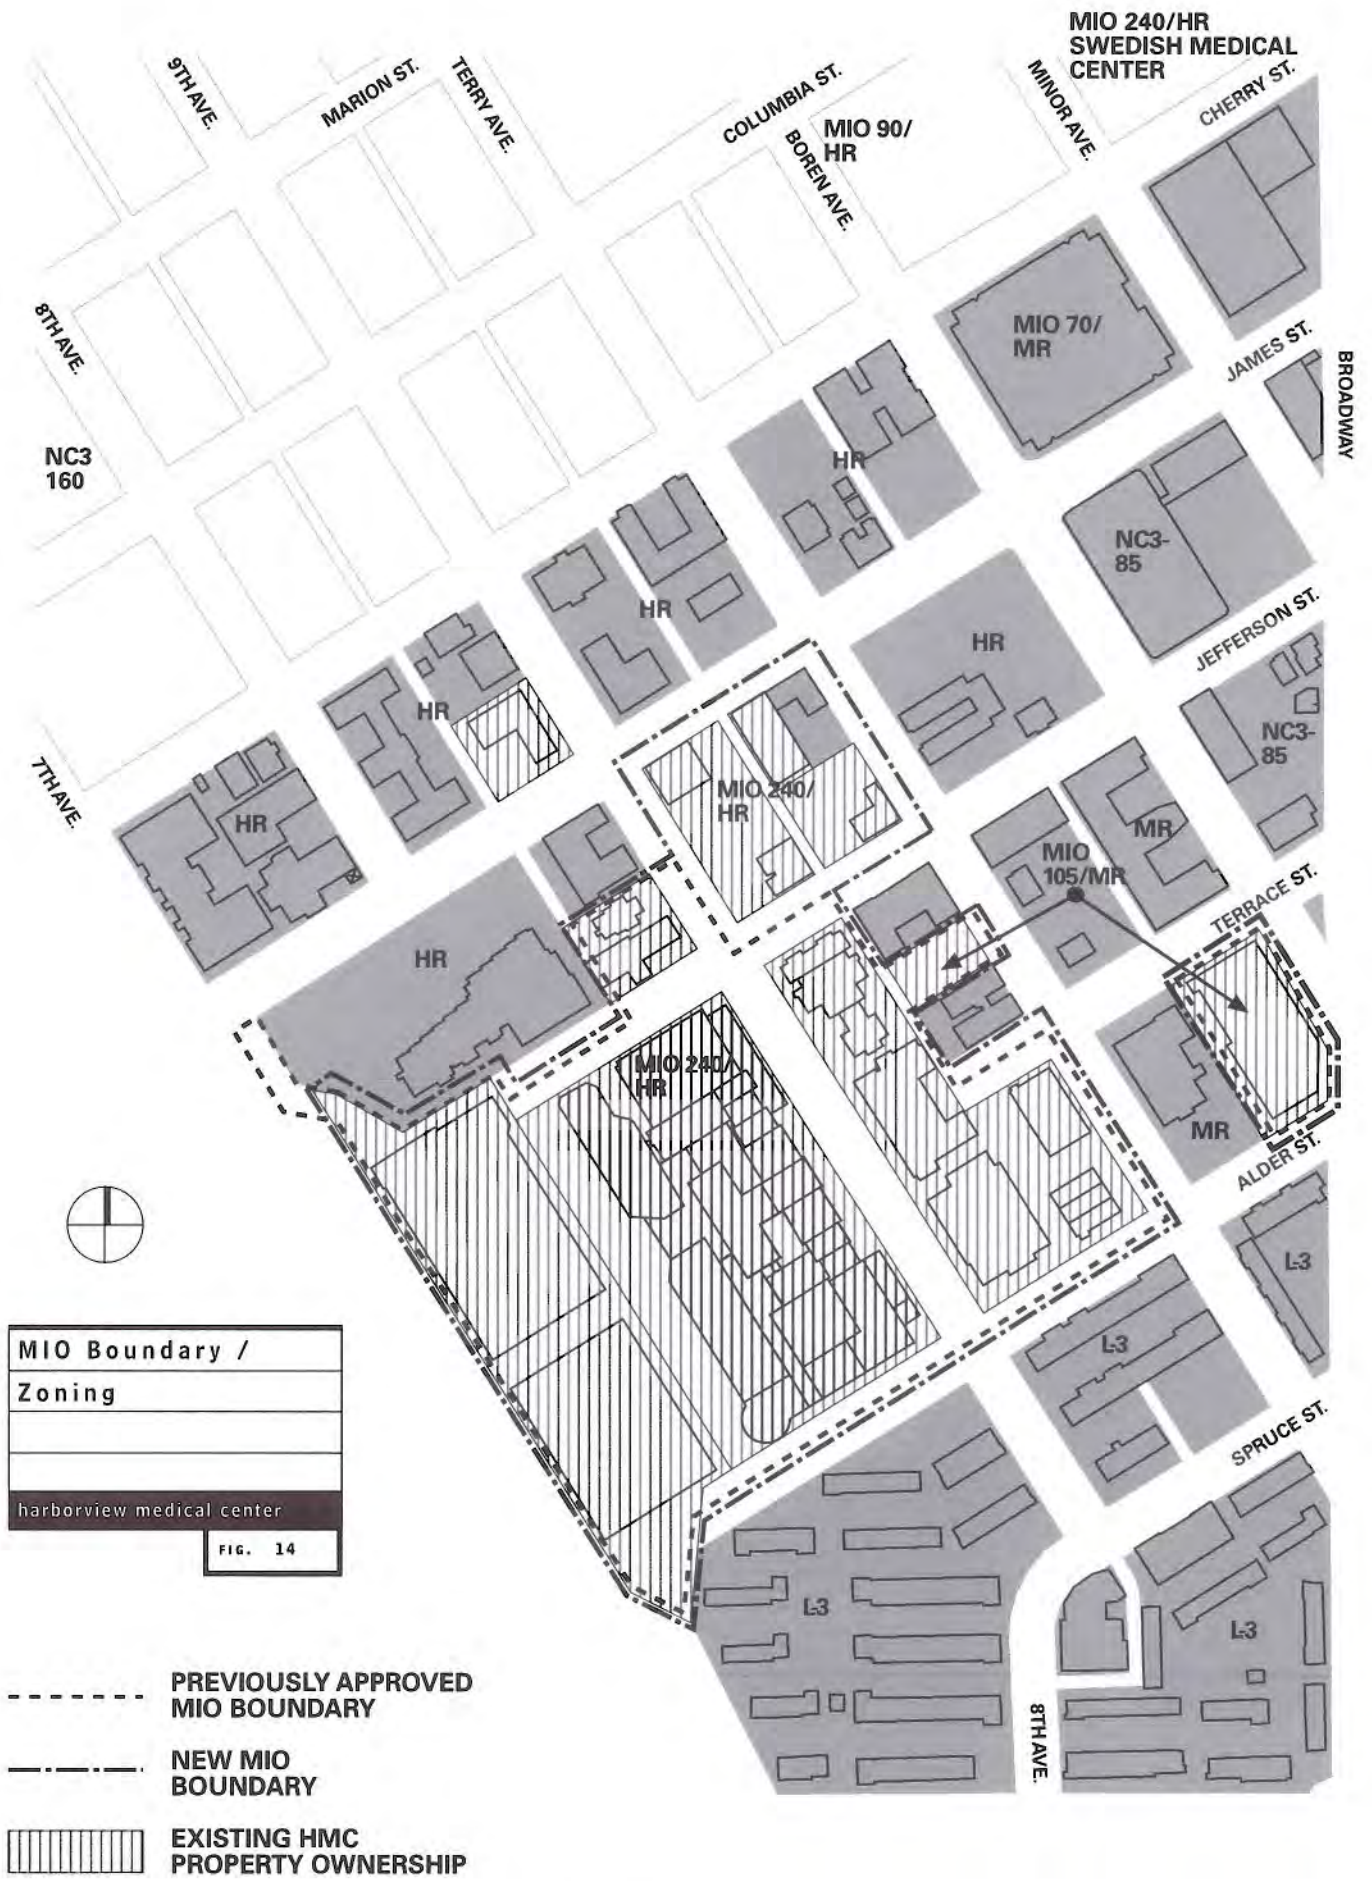 MIO 240/HR
SWEDISH MEDICAL
CENTER
9TH AVE.
MARION ST.
TERRY AVE.
COLUMBIA ST.
MIO 90/
HR
BOREN AVE.
MINOR AVE.
CHERRY ST.
8TH AVE.
MIO 70/
MR
JAMES ST.
BROADWAY
NC3
160
HR
NC3-
85
HR
HR
JEFFERSON ST.
HR
NC3-
85
7TH AVE.
HR
MIO 240/
HR
MR
MIO
105/MR
TERRACE ST.
HR
MIO 240/
HR
MR
ALDER ST.
L-3
L-3
SPRUCE ST.
MIO Boundary /
Zoning
harborview medical center
FIG. 14
L-3
L-3
8TH AVE.
PREVIOUSLY APPROVED
MIO BOUNDARY
NEW MIO
BOUNDARY
EXISTING HMC
PROPERTY OWNERSHIP